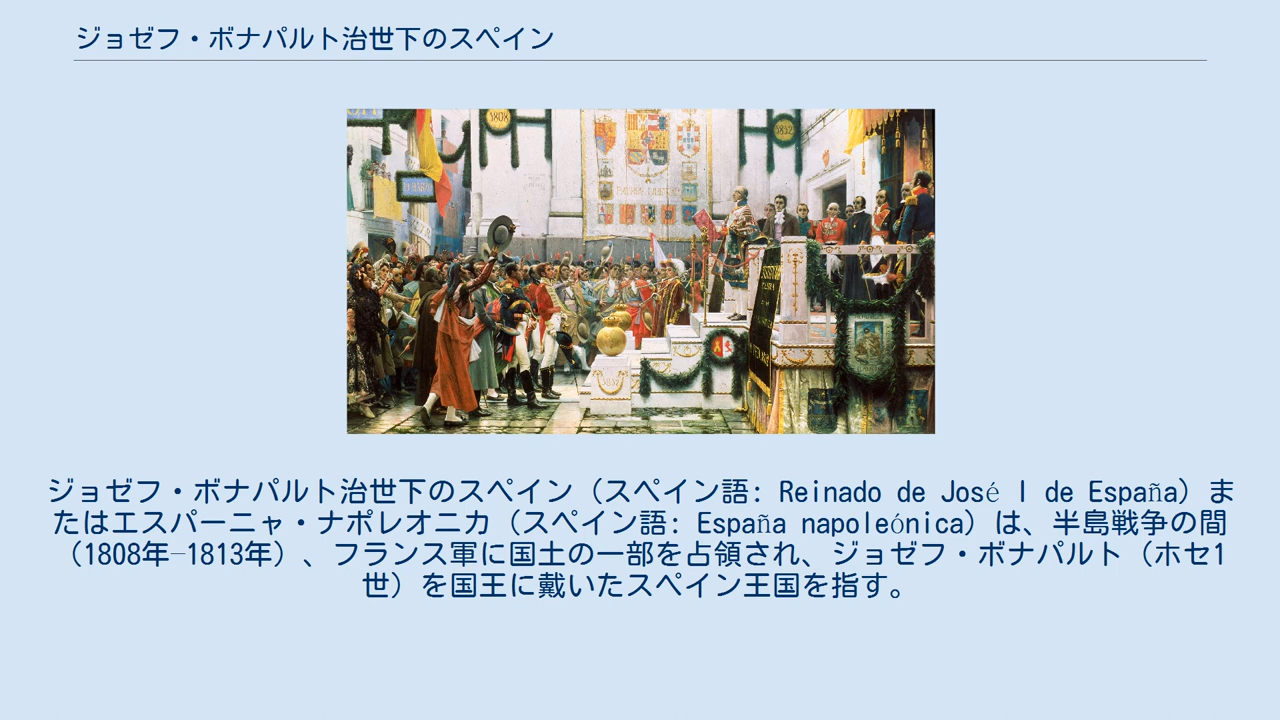 ジョゼフ・ボナパルト治世下のスペイン
1808
1812
ジョゼフ・ボナパルト治世下のスペイン（スペイン語: Reinado de José I de España）ま
たはエスパーニャ・ナポレオニカ（スペイン語: España napoleónica）は、半島戦争の間
（1808年–1813年）、フランス軍に国土の一部を占領され、ジョゼフ・ボナパルト（ホセ1
世）を国王に戴いたスペイン王国を指す。